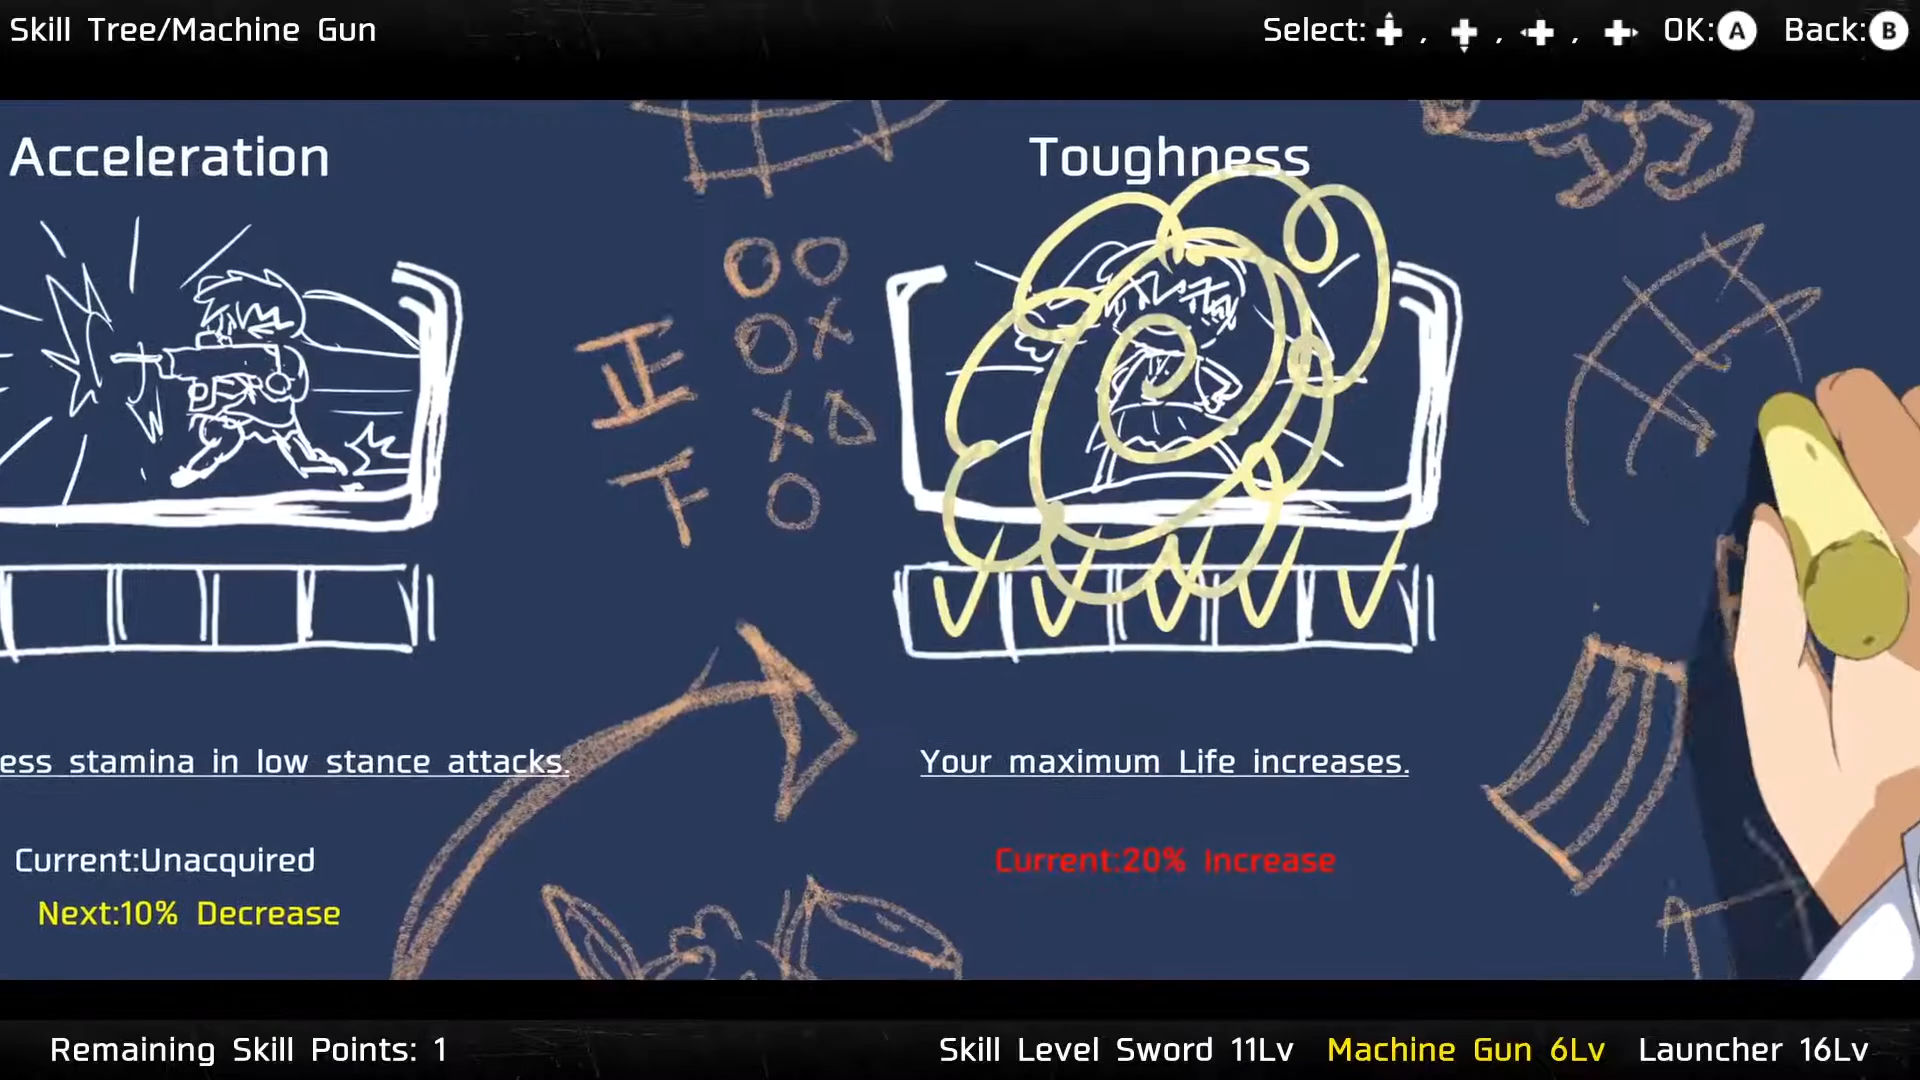 Skill Tree/Machine Gun
Select: , , , OK:A Back:B
Acceleration
Toughness
正
下
ess stamina in low stance attacks.
Your maximum Life increases.
Current:Unacquired
Next:10% Decrease
Current:20% Increase
Remaining Skill Points: 1
Skill Level Sword 11Lv Machine Gun 6Lv Launcher 16Lv